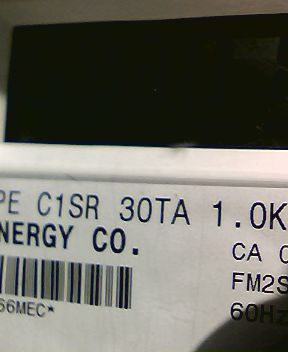 PE C1SR 30TA 1.0K
NERGY CO.
CA
FM2S
66MEC*
60Hz